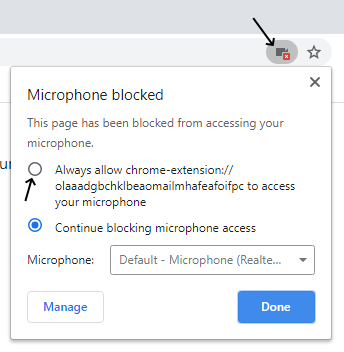 Microphone blocked
This page has been blocked from accessing your
microphone.
ur
Always allow chrome-extension://
olaaadgbchklbeaomailmhafeafoifpc to access
your microphone
Continue blocking microphone access
Microphone:
Default - Microphone (Realte...
Manage
Done